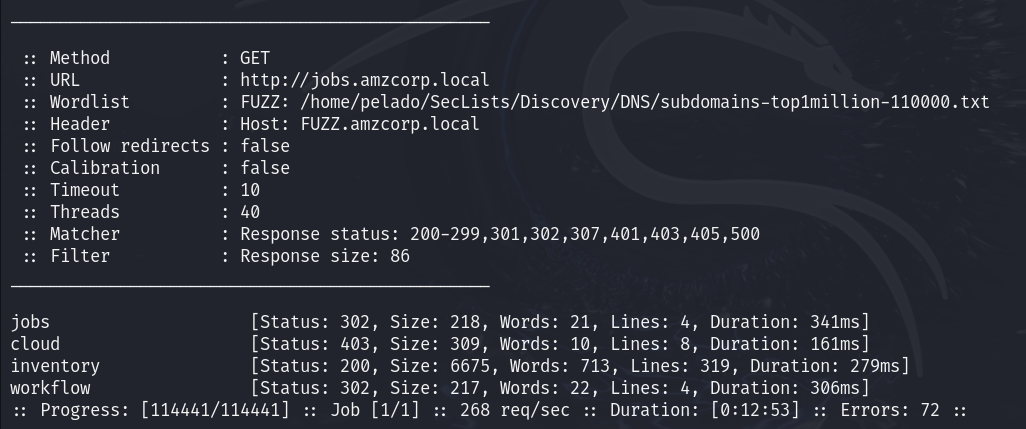 ________________________________________________
:: Method           : GET
:: URL              : http://jobs.amzcorp.local
:: Wordlist         : FUZZ: /home/pelado/SecLists/Discovery/DNS/subdomains-top1million-110000.txt
:: Header           : Host: FUZZ.amzcorp.local
:: Follow redirects : false
:: Calibration      : false
:: Timeout          : 10
:: Threads          : 40
:: Matcher          : Response status: 200-299,301,302,307,401,403,405,500
:: Filter           : Response size: 86
________________________________________________
jobs                    [Status: 302, Size: 218, Words: 21, Lines: 4, Duration: 341ms]
cloud                   [Status: 403, Size: 309, Words: 10, Lines: 8, Duration: 161ms]
inventory               [Status: 200, Size: 6675, Words: 713, Lines: 319, Duration: 279ms]
workflow                [Status: 302, Size: 217, Words: 22, Lines: 4, Duration: 306ms]
:: Progress: [114441/114441] :: Job [1/1] :: 268 req/sec :: Duration: [0:12:53] :: Errors: 72 ::